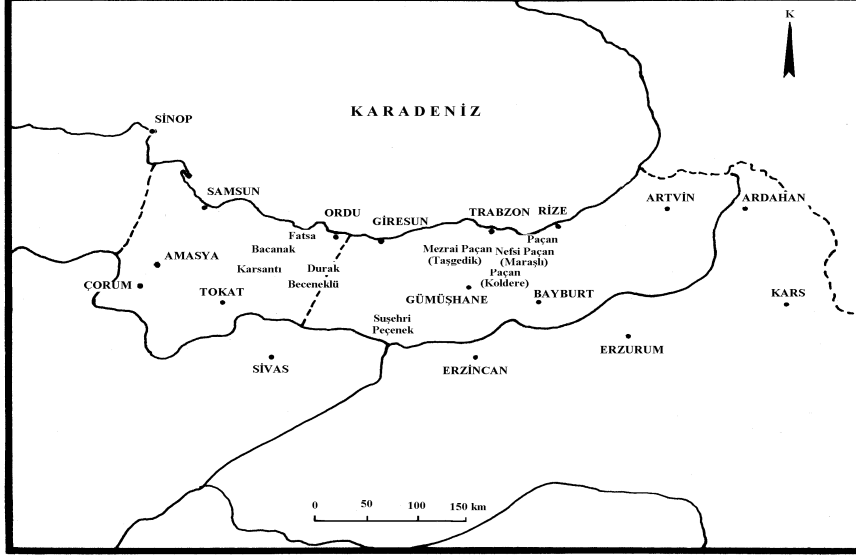 K
KARADENİZ
SİNOP
SAMSUN
ORDU
GİRESUN
TRABZON
RİZE
ARTVİN
ARDAHAN
Fatsa
Bacanak
Karsantı
Durak
Beceneklü
Paçan
Mezrai Paçan
(Taşgedik)
Nefsi Paçan
(Maraşlı)
Paçan
(Koldere)
AMASYA
ÇORUM
TOKAT
GÜMÜŞHANE
BAYBURT
KARS
Suşehri
Peçenek
SİVAS
ERZİNCAN
ERZURUM
0 50 100 150 km